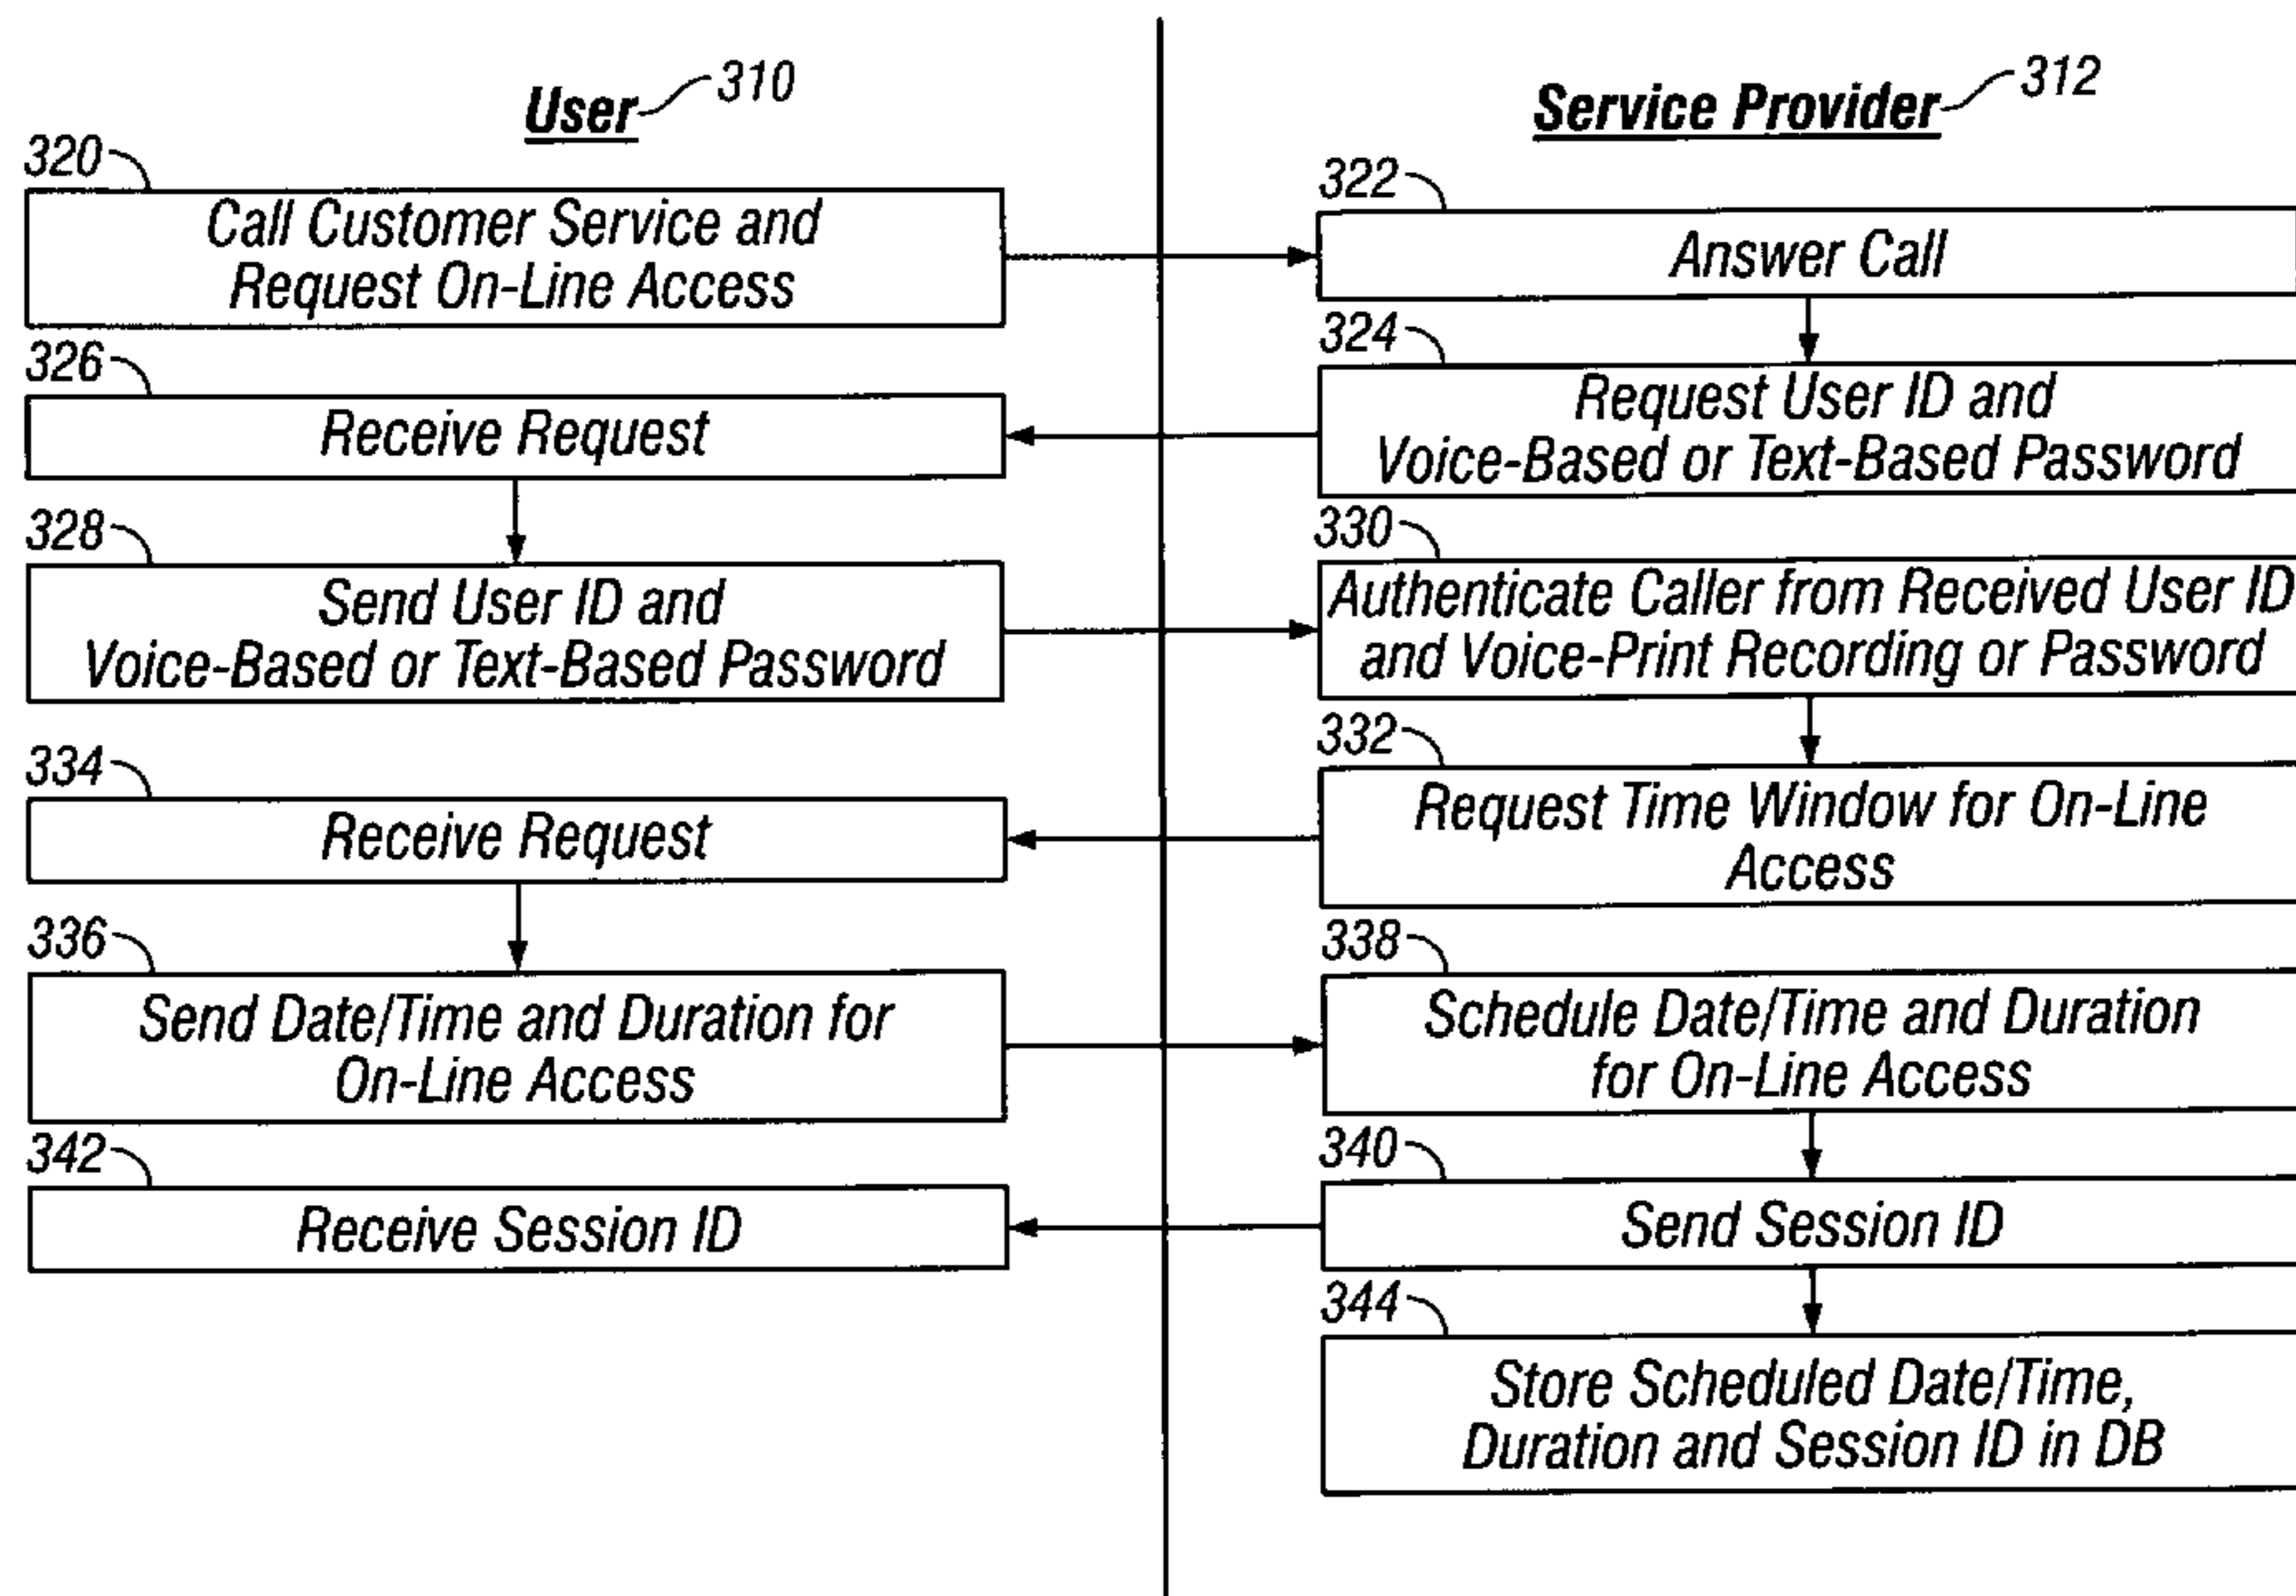 User 310
Service Provider 312
320
Call Customer Service and
Request On-Line Access
322
Answer Call
324
Request User ID and
Voice-Based or Text-Based Password
326
Receive Request
328
Send User ID and
Voice-Based or Text-Based Password
330
Authenticate Caller from Received User ID
and Voice-Print Recording or Password
332
Request Time Window for On-Line
Access
334
Receive Request
336
Send Date/Time and Duration for
On-Line Access
338
Schedule Date/Time and Duration
for On-Line Access
340
Send Session ID
342
Receive Session ID
344
Store Scheduled Date/Time,
Duration and Session ID in DB